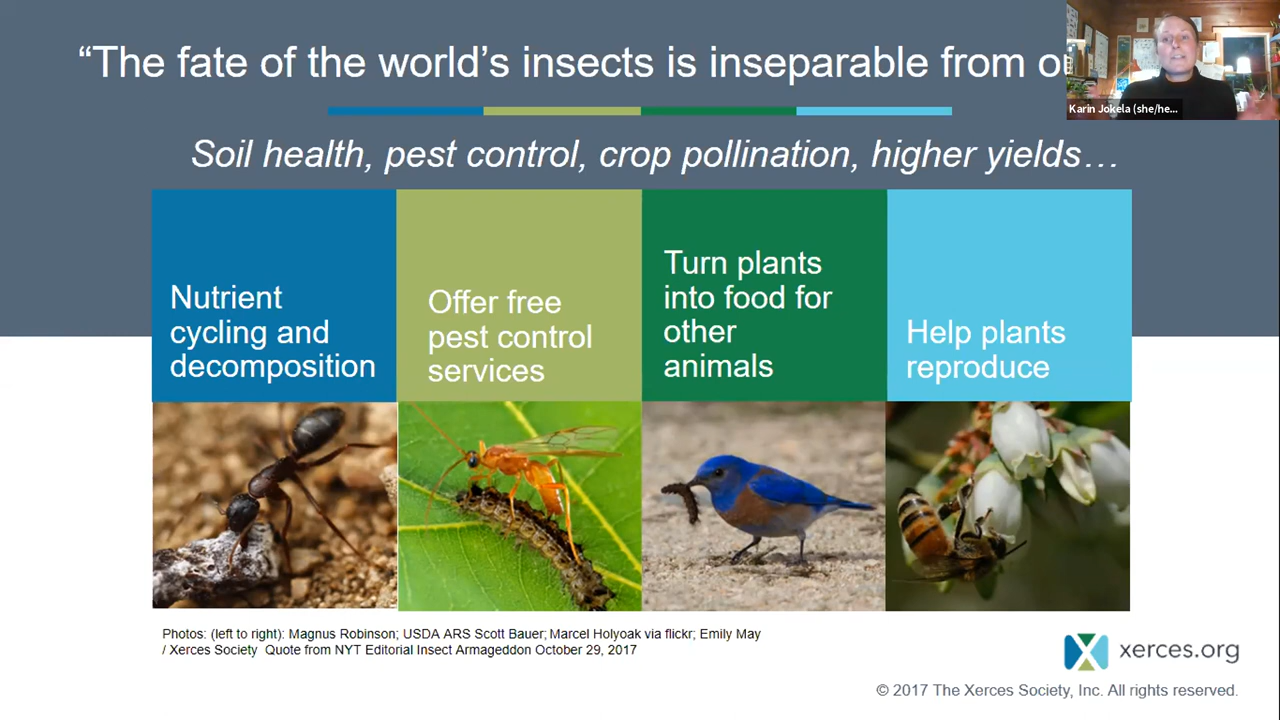 “The fate of the world’s insects is inseparable from
Karin Jokela (she/he...
Soil health, pest control, crop pollination, higher yields…
Nutrient
cycling and
decomposition
Offer free
pest control
services
Turn plants
into food for
other
animals
Help plants
reproduce
Photos: (left to right): Magnus Robinson; USDA ARS Scott Bauer; Marcel Holyoak via flickr; Emily May
/ Xerces Society Quote from NYT Editorial Insect Armageddon October 29, 2017
xerces.org
© 2017 The Xerces Society, Inc. All rights reserved.